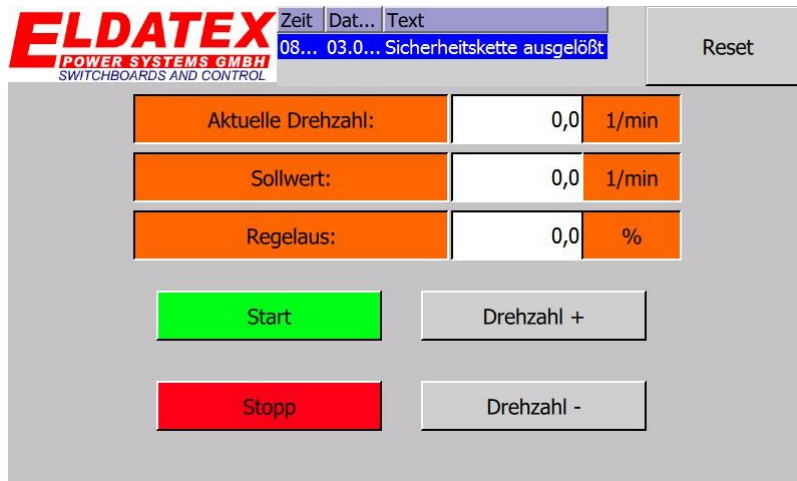 ELDATEX
POWER SYSTEMS GMBH
SWITCHBOARDS AND CONTROL
Zeit Dat... Text
08... 03.0... Sicherheitskette ausgelößt
Reset
Aktuelle Drehzahl: 0,0 1/min
Sollwert: 0,0 1/min
Regelaus: 0,0 %
Start Drehzahl +
Stopp Drehzahl -